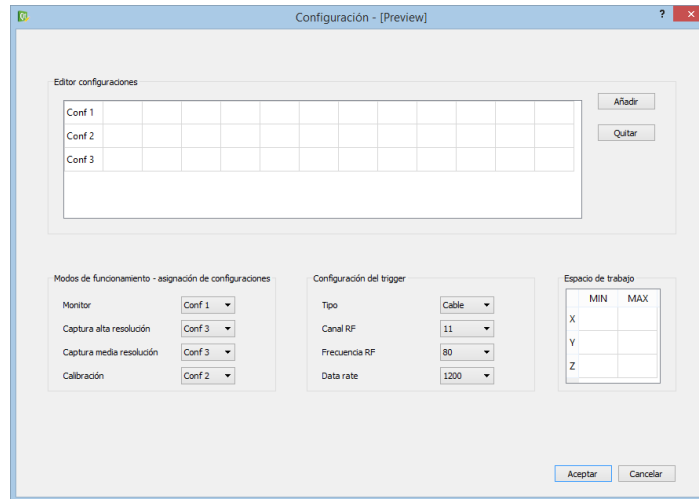 Configuración - [Preview]
?
Editor configuraciones
Conf 1
Conf 2
Conf 3
Añadir
Quitar
Modos de funcionamiento - asignación de configuraciones
Monitor Conf 1
Captura alta resolución Conf 3
Captura media resolución Conf 3
Calibración Conf 2
Configuración del trigger
Tipo Cable
Canal RF 11
Frecuencia RF 80
Data rate 1200
Espacio de trabajo
MIN MAX
X
Y
Z
Aceptar Cancelar